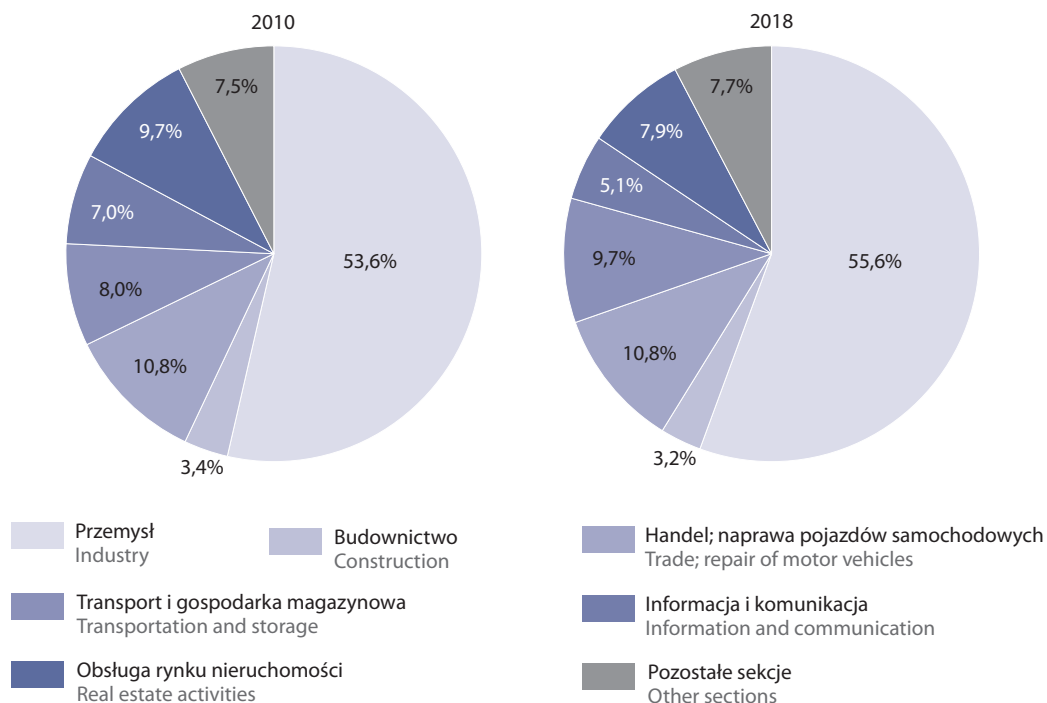 2010
7,5%
9,7%
7,0%
8,0%
10,8%
3,4%
53,6%
2018
7,7%
7,9%
5,1%
9,7%
10,8%
3,2%
55,6%
Przemysł
Industry
Budownictwo
Construction
Handel; naprawa pojazdów samochodowych
Trade; repair of motor vehicles
Transport i gospodarka magazynowa
Transportation and storage
Informacja i komunikacja
Information and communication
Obsługa rynku nieruchomości
Real estate activities
Pozostałe sekcje
Other sections